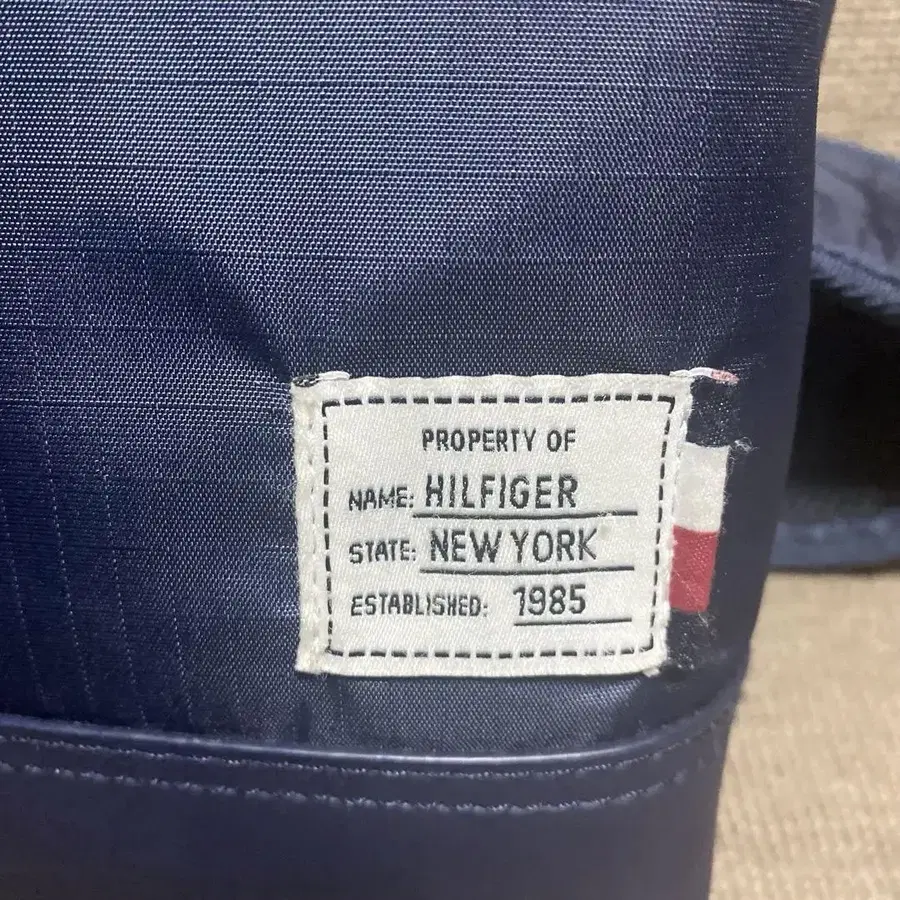 PROPERTY OF
NAME: HILFIGER
STATE: NEW YORK
ESTABLISHED: 1985